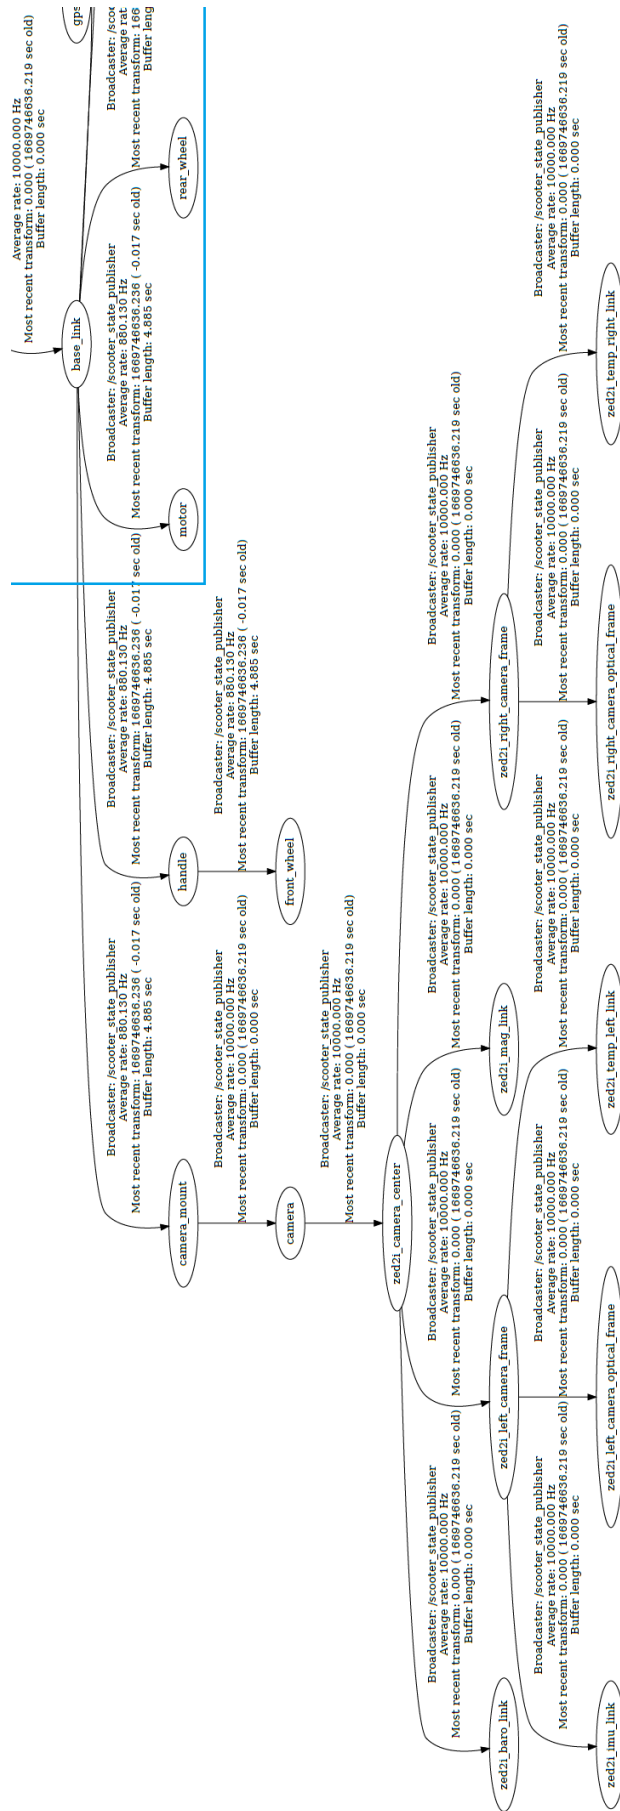 Average rate: 10000.000 Hz
Most recent transform: 0.000 ( 1669746636.219 sec old)
Buffer length: 0.000 sec
base_link
gps
Broadcaster: /scooter_state_publisher
Average rate: 880.130 Hz
Most recent transform: 1669746636.236 ( -0.017 sec old)
Buffer length: 4.885 sec
Broadcaster: /scooter_state_publisher
Average rate: 880.130 Hz
Most recent transform: 1669746636.236 ( -0.017 sec old)
Buffer length: 4.885 sec
Broadcaster: /scooter_state_publisher
Average rate: 880.130 Hz
Most recent transform: 1669746636.236 ( -0.017 sec old)
Buffer length: 4.885 sec
Broadcaster:
Average
Most recent transform: 166
Buffer
camera_mount
handle
motor
rear_wheel
Broadcaster: /scooter_state_publisher
Average rate: 10000.000 Hz
Most recent transform: 0.000 ( 1669746636.219 sec old)
Buffer length: 0.000 sec
Broadcaster: /scooter_state_publisher
Average rate: 880.130 Hz
Most recent transform: 1669746636.236 ( -0.017 sec old)
Buffer length: 4.885 sec
camera
front_wheel
Broadcaster: /scooter_state_publisher
Average rate: 10000.000 Hz
Most recent transform: 0.000 ( 1669746636.219 sec old)
Buffer length: 0.000 sec
zed2i_camera_center
Broadcaster: /scooter_state_publisher
Average rate: 10000.000 Hz
Most recent transform: 0.000 ( 1669746636.219 sec old)
Buffer length: 0.000 sec
Broadcaster: /scooter_state_publisher
Average rate: 10000.000 Hz
Most recent transform: 0.000 ( 1669746636.219 sec old)
Buffer length: 0.000 sec
Broadcaster: /scooter_state_publisher
Average rate: 10000.000 Hz
Most recent transform: 0.000 ( 1669746636.219 sec old)
Buffer length: 0.000 sec
Broadcaster: /scooter_state_publisher
Average rate: 10000.000 Hz
Most recent transform: 0.000 ( 1669746636.219 sec old)
Buffer length: 0.000 sec
zed2i_baro_link
zed2i_left_camera_frame
zed2i_mag_link
zed2i_right_camera_frame
Broadcaster: /scooter_state_publisher
Average rate: 10000.000 Hz
Most recent transform: 0.000 ( 1669746636.219 sec old)
Buffer length: 0.000 sec
Broadcaster: /scooter_state_publisher
Average rate: 10000.000 Hz
Most recent transform: 0.000 ( 1669746636.219 sec old)
Buffer length: 0.000 sec
Broadcaster: /scooter_state_publisher
Average rate: 10000.000 Hz
Most recent transform: 0.000 ( 1669746636.219 sec old)
Buffer length: 0.000 sec
Broadcaster: /scooter_state_publisher
Average rate: 10000.000 Hz
Most recent transform: 0.000 ( 1669746636.219 sec old)
Buffer length: 0.000 sec
Broadcaster: /scooter_state_publisher
Average rate: 10000.000 Hz
Most recent transform: 0.000 ( 1669746636.219 sec old)
Buffer length: 0.000 sec
zed2i_imu_link
zed2i_left_camera_optical_frame
zed2i_temp_left_link
zed2i_right_camera_optical_frame
zed2i_temp_right_link